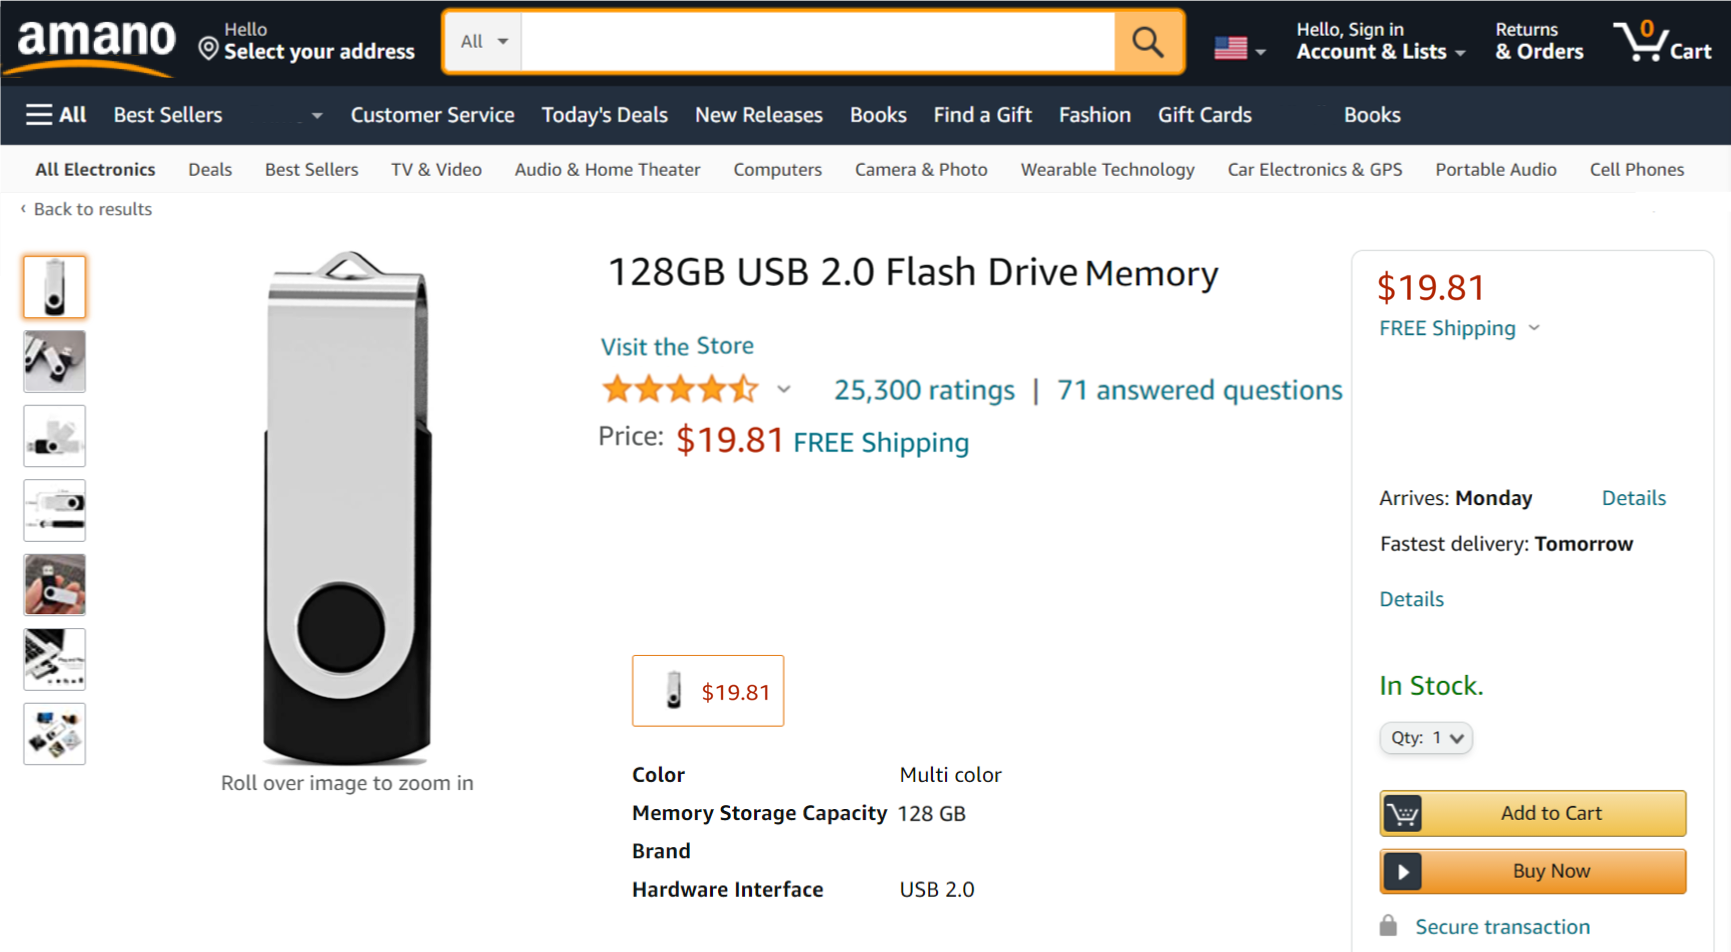 amano
Hello
Select your address
All
Hello, Sign in
Account & Lists
Returns
& Orders
0
Cart
All Best Sellers Customer Service Today's Deals New Releases Books Find a Gift Fashion Gift Cards Books
All Electronics Deals Best Sellers TV & Video Audio & Home Theater Computers Camera & Photo Wearable Technology Car Electronics & GPS Portable Audio Cell Phones
‹ Back to results
128GB USB 2.0 Flash Drive Memory
Visit the Store
25,300 ratings | 71 answered questions
Price: $19.81 FREE Shipping
$19.81
Color Multi color
Memory Storage Capacity 128 GB
Brand
Hardware Interface USB 2.0
Roll over image to zoom in
$19.81
FREE Shipping
Arrives: Monday Details
Fastest delivery: Tomorrow
Details
In Stock.
Qty: 1
Add to Cart
Buy Now
Secure transaction